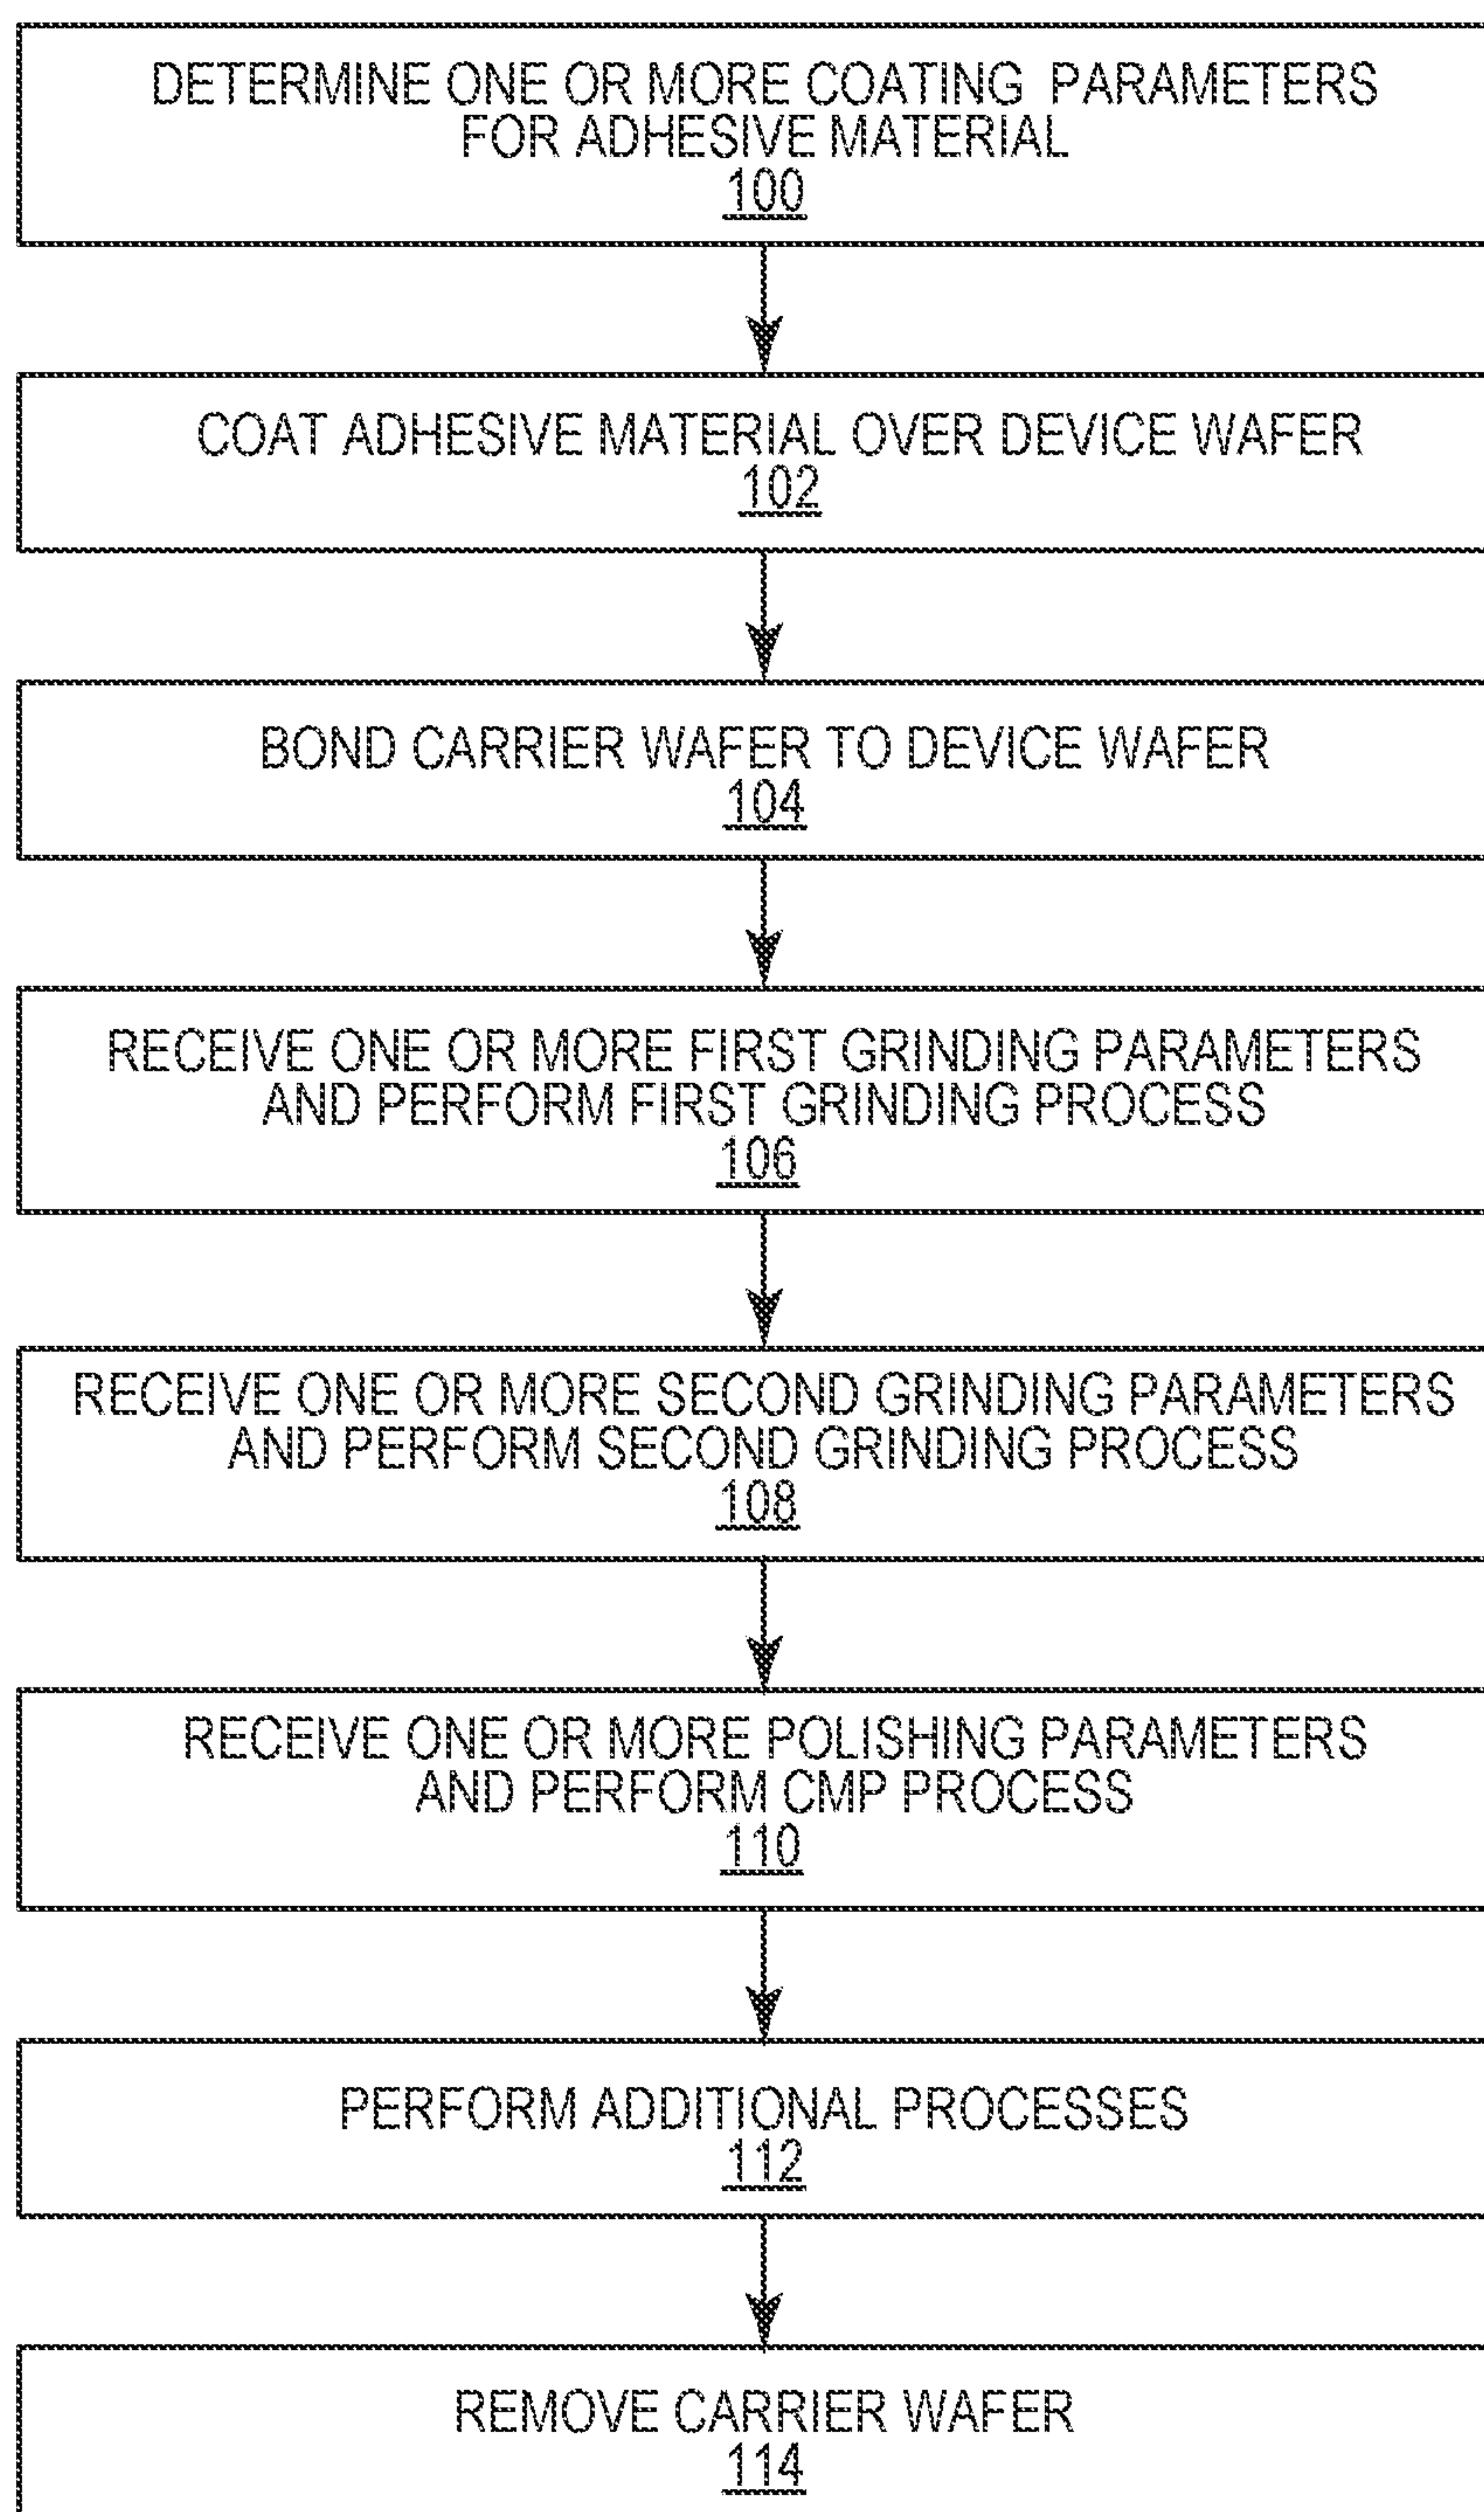 DETERMINE ONE OR MORE COATING PARAMETERS
FOR ADHESIVE MATERIAL
100
COAT ADHESIVE MATERIAL OVER DEVICE WAFER
102
BOND CARRIER WAFER TO DEVICE WAFER
104
RECEIVE ONE OR MORE FIRST GRINDING PARAMETERS
AND PERFORM FIRST GRINDING PROCESS
106
RECEIVE ONE OR MORE SECOND GRINDING PARAMETERS
AND PERFORM SECOND GRINDING PROCESS
108
RECEIVE ONE OR MORE POLISHING PARAMETERS
AND PERFORM CMP PROCESS
110
PERFORM ADDITIONAL PROCESSES
112
REMOVE CARRIER WAFER
114